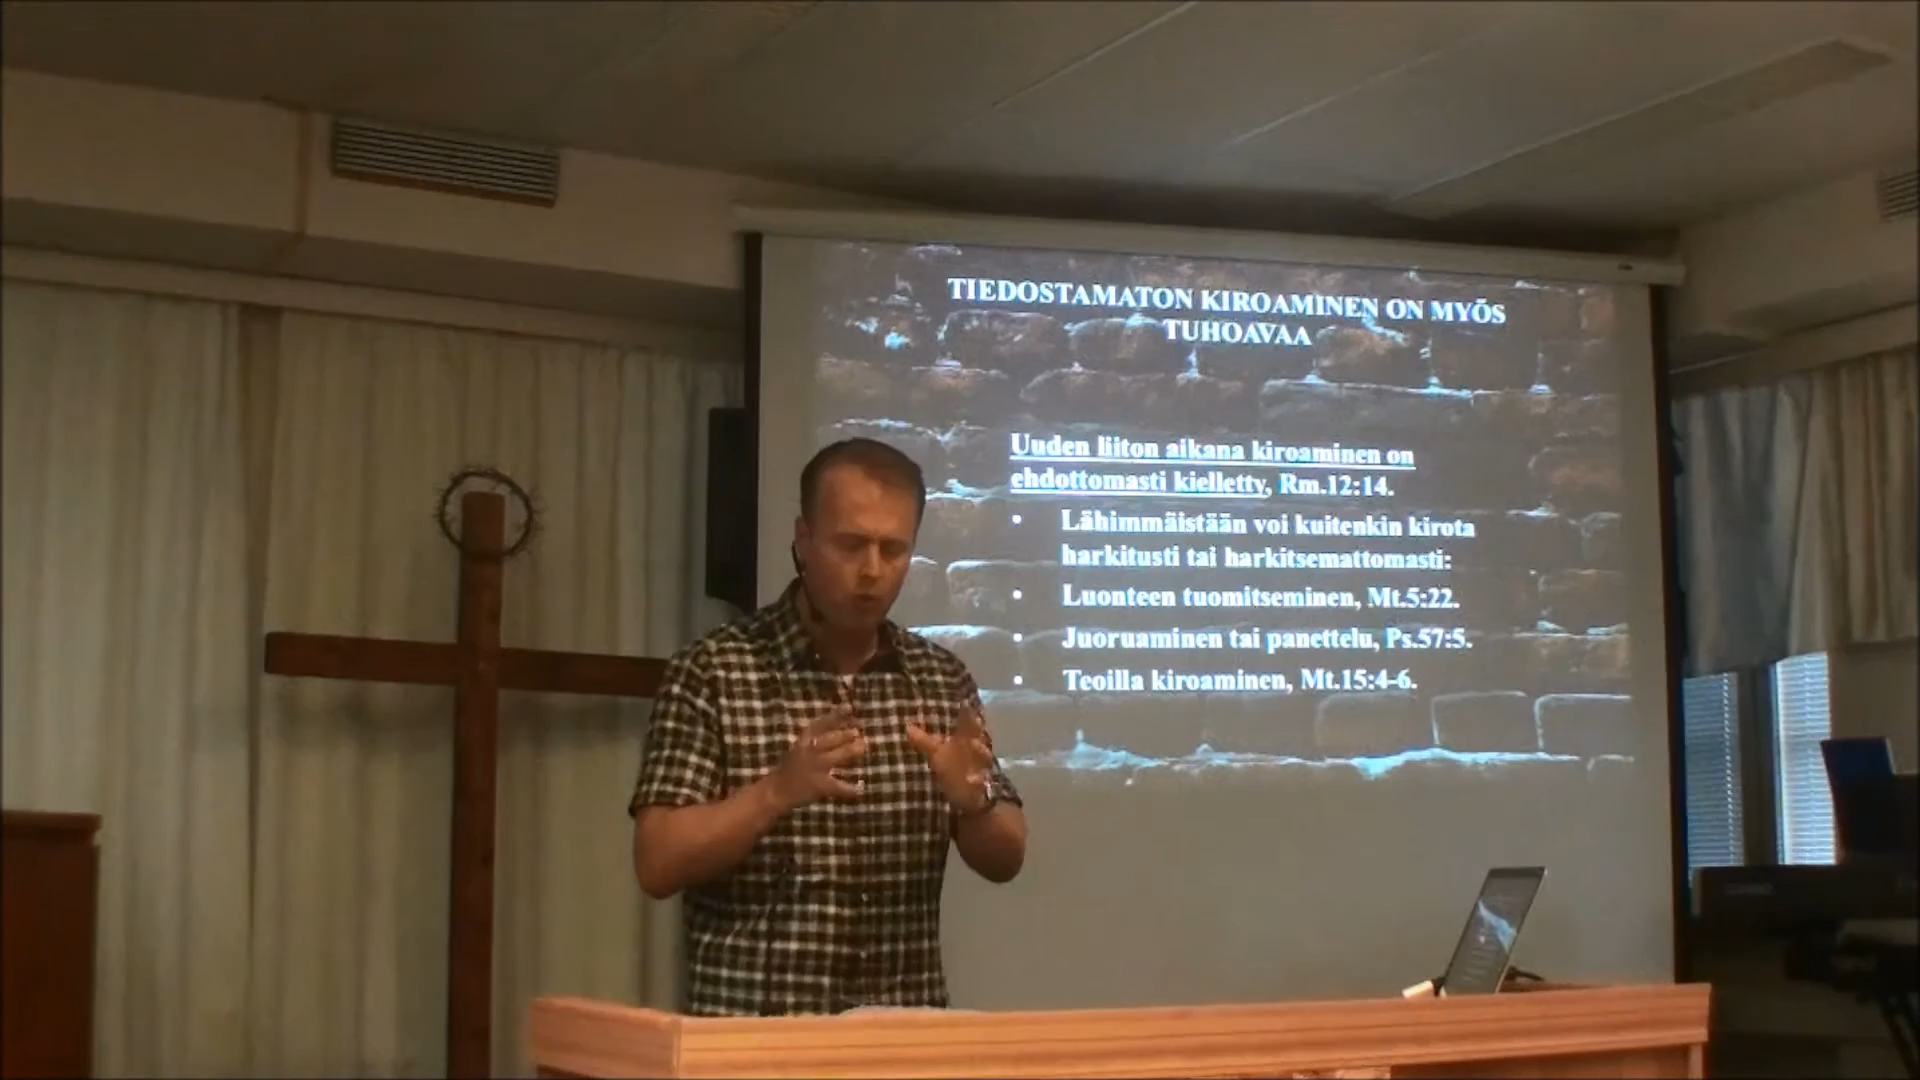 TIEDOSTAMATON KIROAMINEN ON MYÖS
TUHOAVAA
Uuden liiton aikana kiroaminen on
ehdottomasti kielletty, Rm.12:14.
• Lähimmäistään voi kuitenkin kirota
harkitusti tai harkitsemattomasti:
• Luonteen tuomitseminen, Mt.5:22.
• Juoruaminen tai panettelu, Ps.57:5.
• Teoilla kiroaminen, Mt.15:4-6.